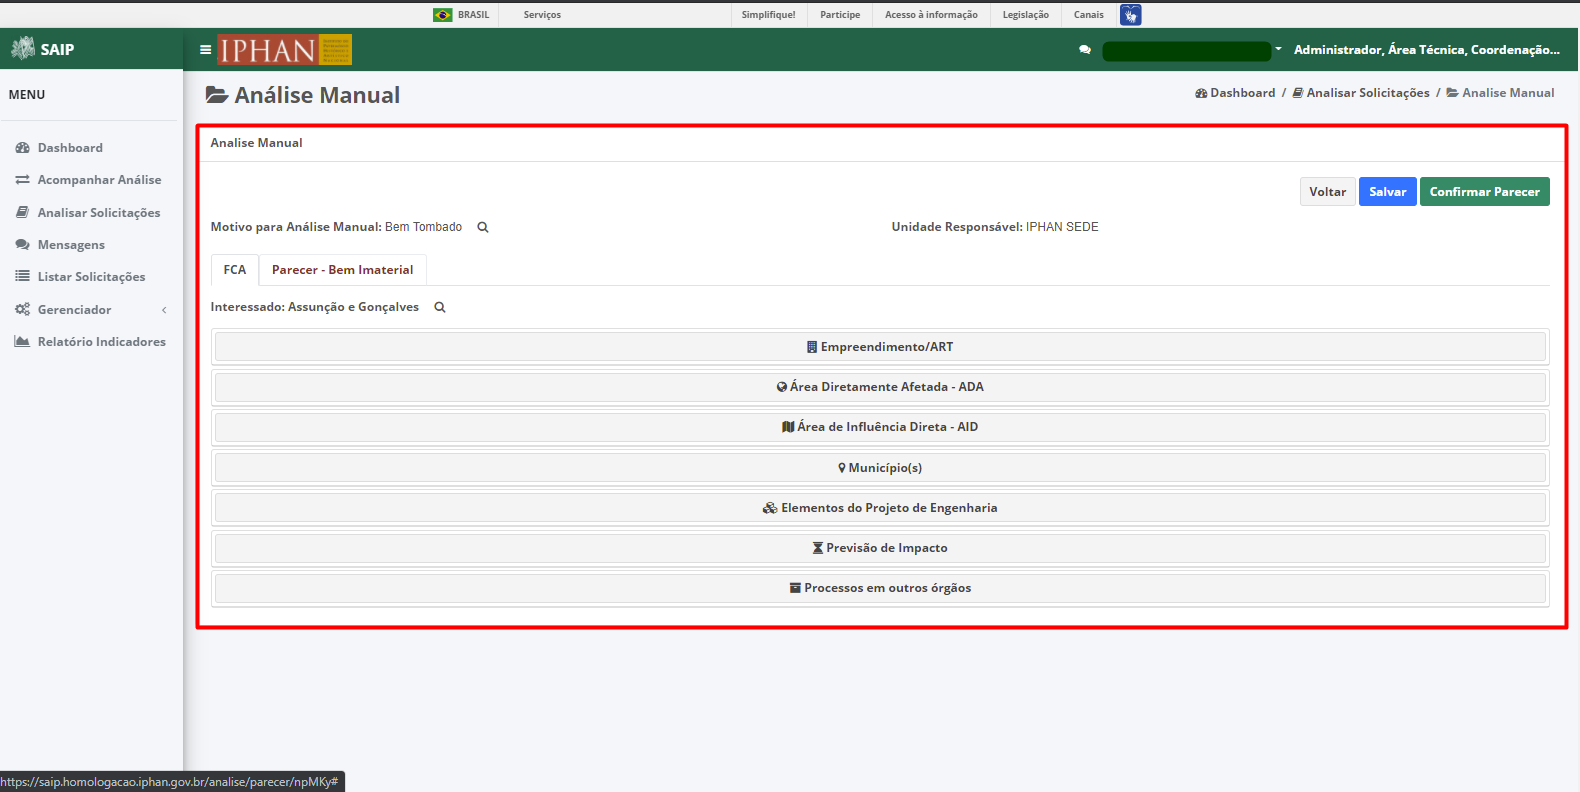 BRASIL Serviços Simplifique! Participe Acesso à informação Legislação Canais
SAIP IPHAN Administrador, Área Técnica, Coordenação...
MENU
Dashboard
Acompanhar Análise
Analisar Solicitações
Mensagens
Listar Solicitações
Gerenciador
Relatório Indicadores
Análise Manual
Dashboard / Analisar Solicitações / Analise Manual
Analise Manual
Voltar Salvar Confirmar Parecer
Motivo para Análise Manual: Bem Tombado
Unidade Responsável: IPHAN SEDE
FCA Parecer - Bem Imaterial
Interessado: Assunção e Gonçalves
Empreendimento/ART
Área Diretamente Afetada - ADA
Área de Influência Direta - AID
Município(s)
Elementos do Projeto de Engenharia
Previsão de Impacto
Processos em outros órgãos
https://saip.homologacao.iphan.gov.br/analise/parecer/npMKy#